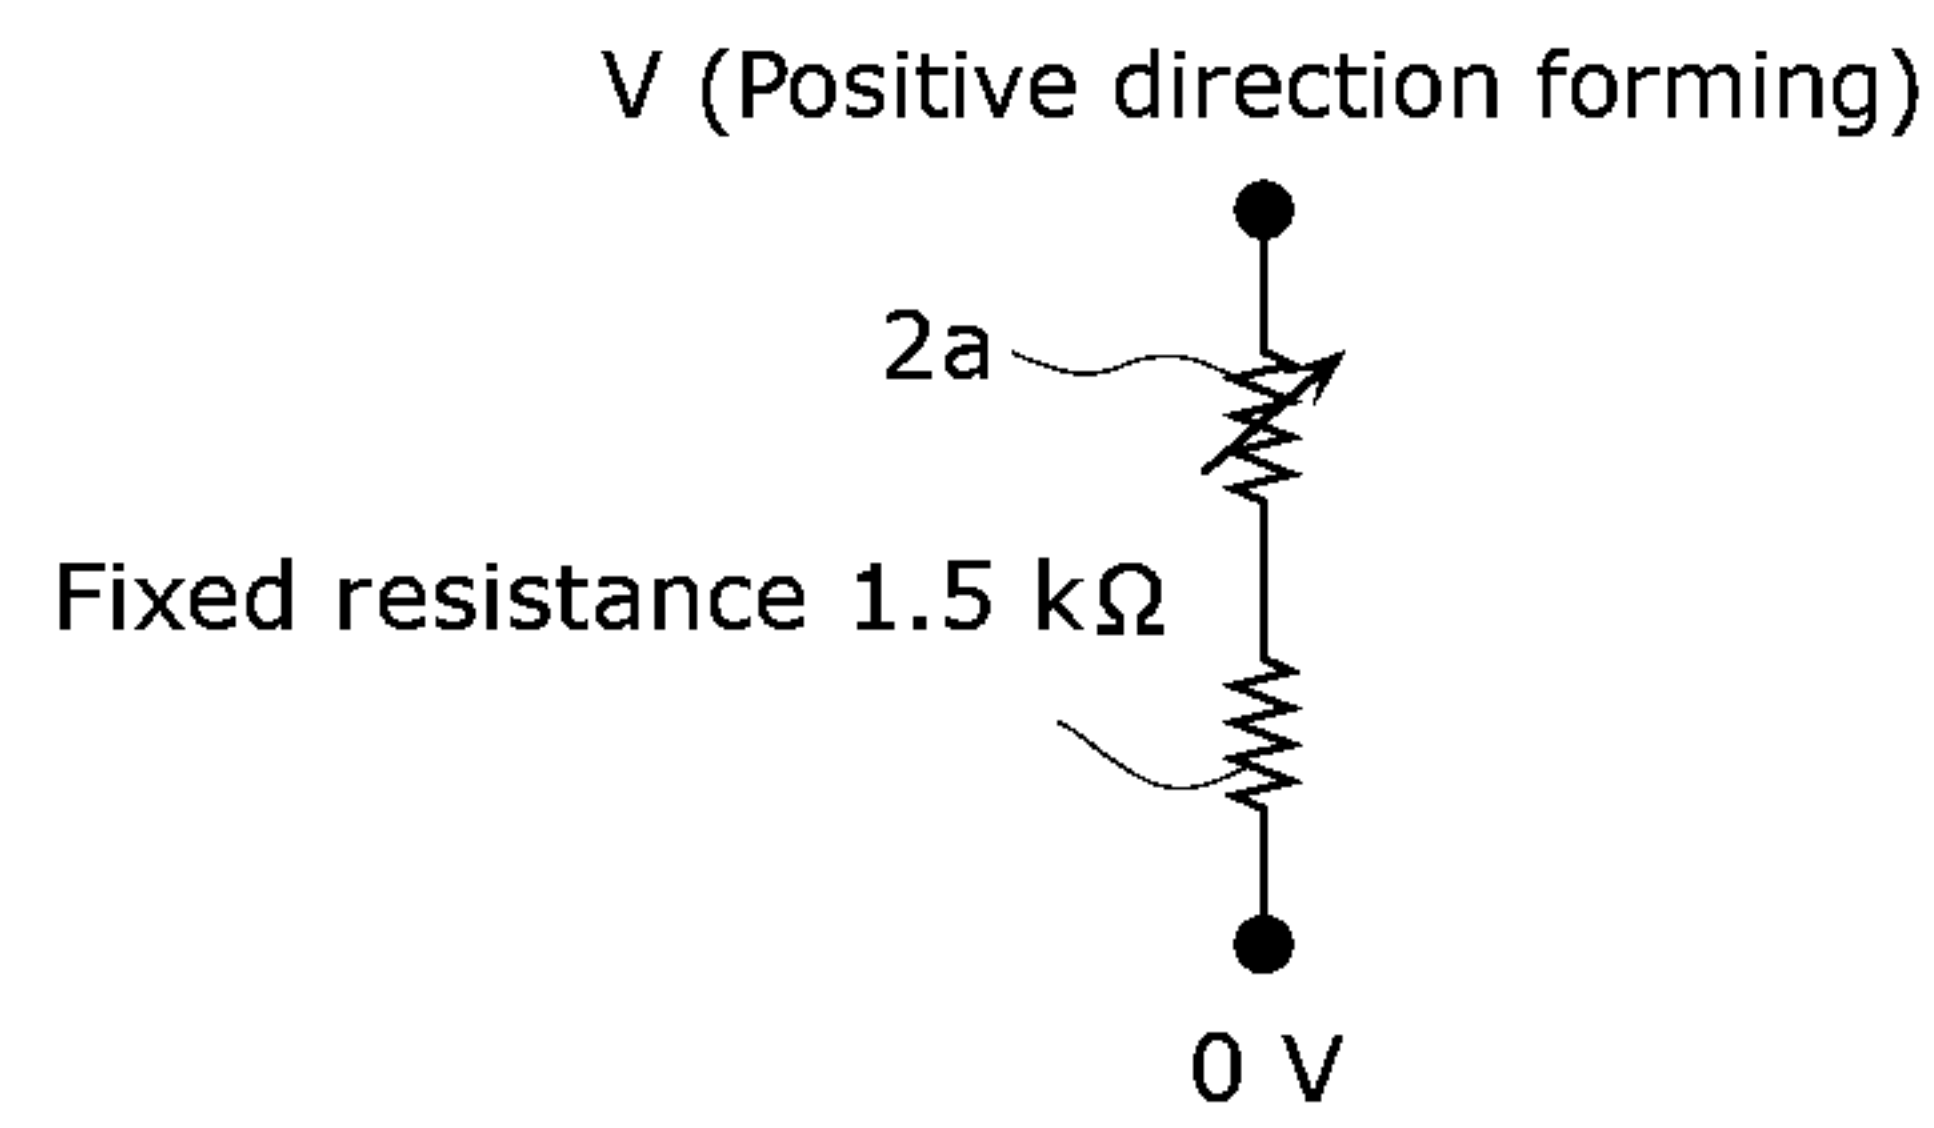 V (Positive direction forming)
2a
Fixed resistance 1.5 kΩ
0 V